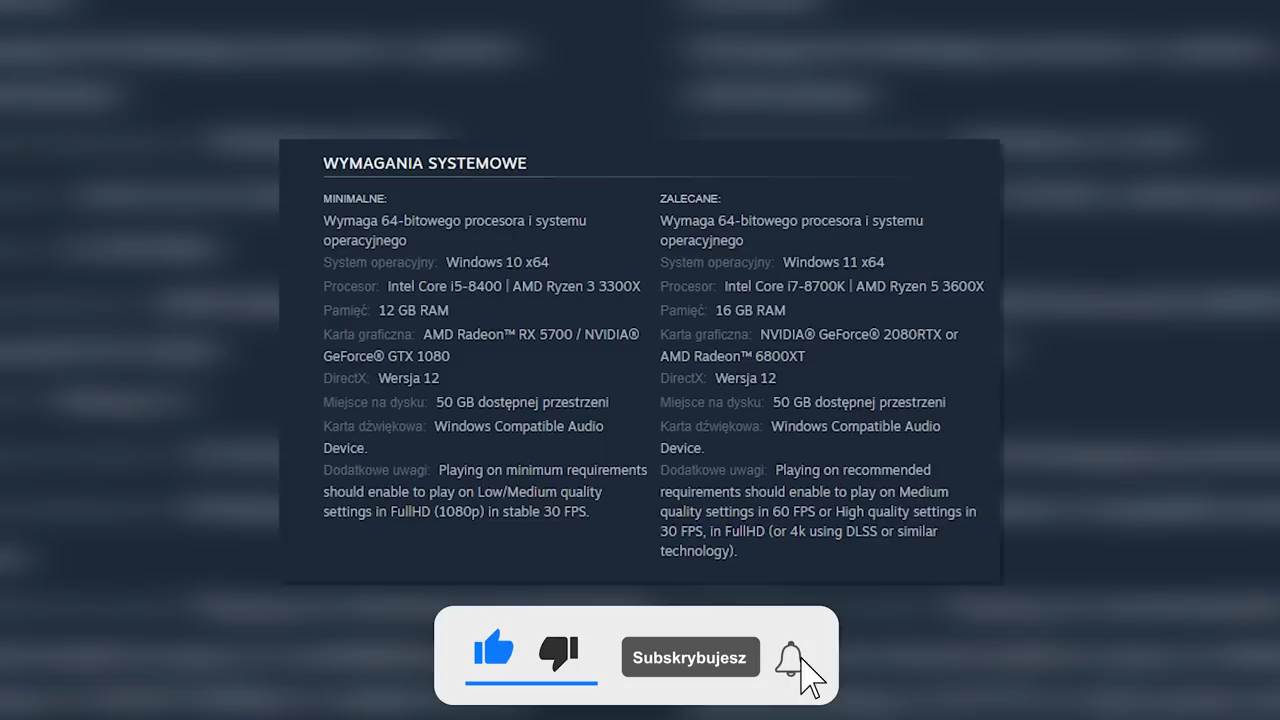 WYMAGANIA SYSTEMOWE
MINIMALNE:
Wymaga 64-bitowego procesora i systemu
operacyjnego
System operacyjny: Windows 10 x64
Procesor: Intel Core i5-8400 | AMD Ryzen 3 3300X
Pamięć: 12 GB RAM
Karta graficzna: AMD Radeon™ RX 5700 / NVIDIA®
GeForce® GTX 1080
DirectX: Wersja 12
Miejsce na dysku: 50 GB dostępnej przestrzeni
Karta dźwiękowa: Windows Compatible Audio
Device.
Dodatkowe uwagi: Playing on minimum requirements
should enable to play on Low/Medium quality
settings in FullHD (1080p) in stable 30 FPS.
ZALECANE:
Wymaga 64-bitowego procesora i systemu
operacyjnego
System operacyjny: Windows 11 x64
Procesor: Intel Core i7-8700K | AMD Ryzen 5 3600X
Pamięć: 16 GB RAM
Karta graficzna: NVIDIA® GeForce® 2080RTX or
AMD Radeon™ 6800XT
DirectX: Wersja 12
Miejsce na dysku: 50 GB dostępnej przestrzeni
Karta dźwiękowa: Windows Compatible Audio
Device.
Dodatkowe uwagi: Playing on recommended
requirements should enable to play on Medium
quality settings in 60 FPS or High quality settings in
30 FPS, in FullHD (or 4k using DLSS or similar
technology).
Subskrybujesz